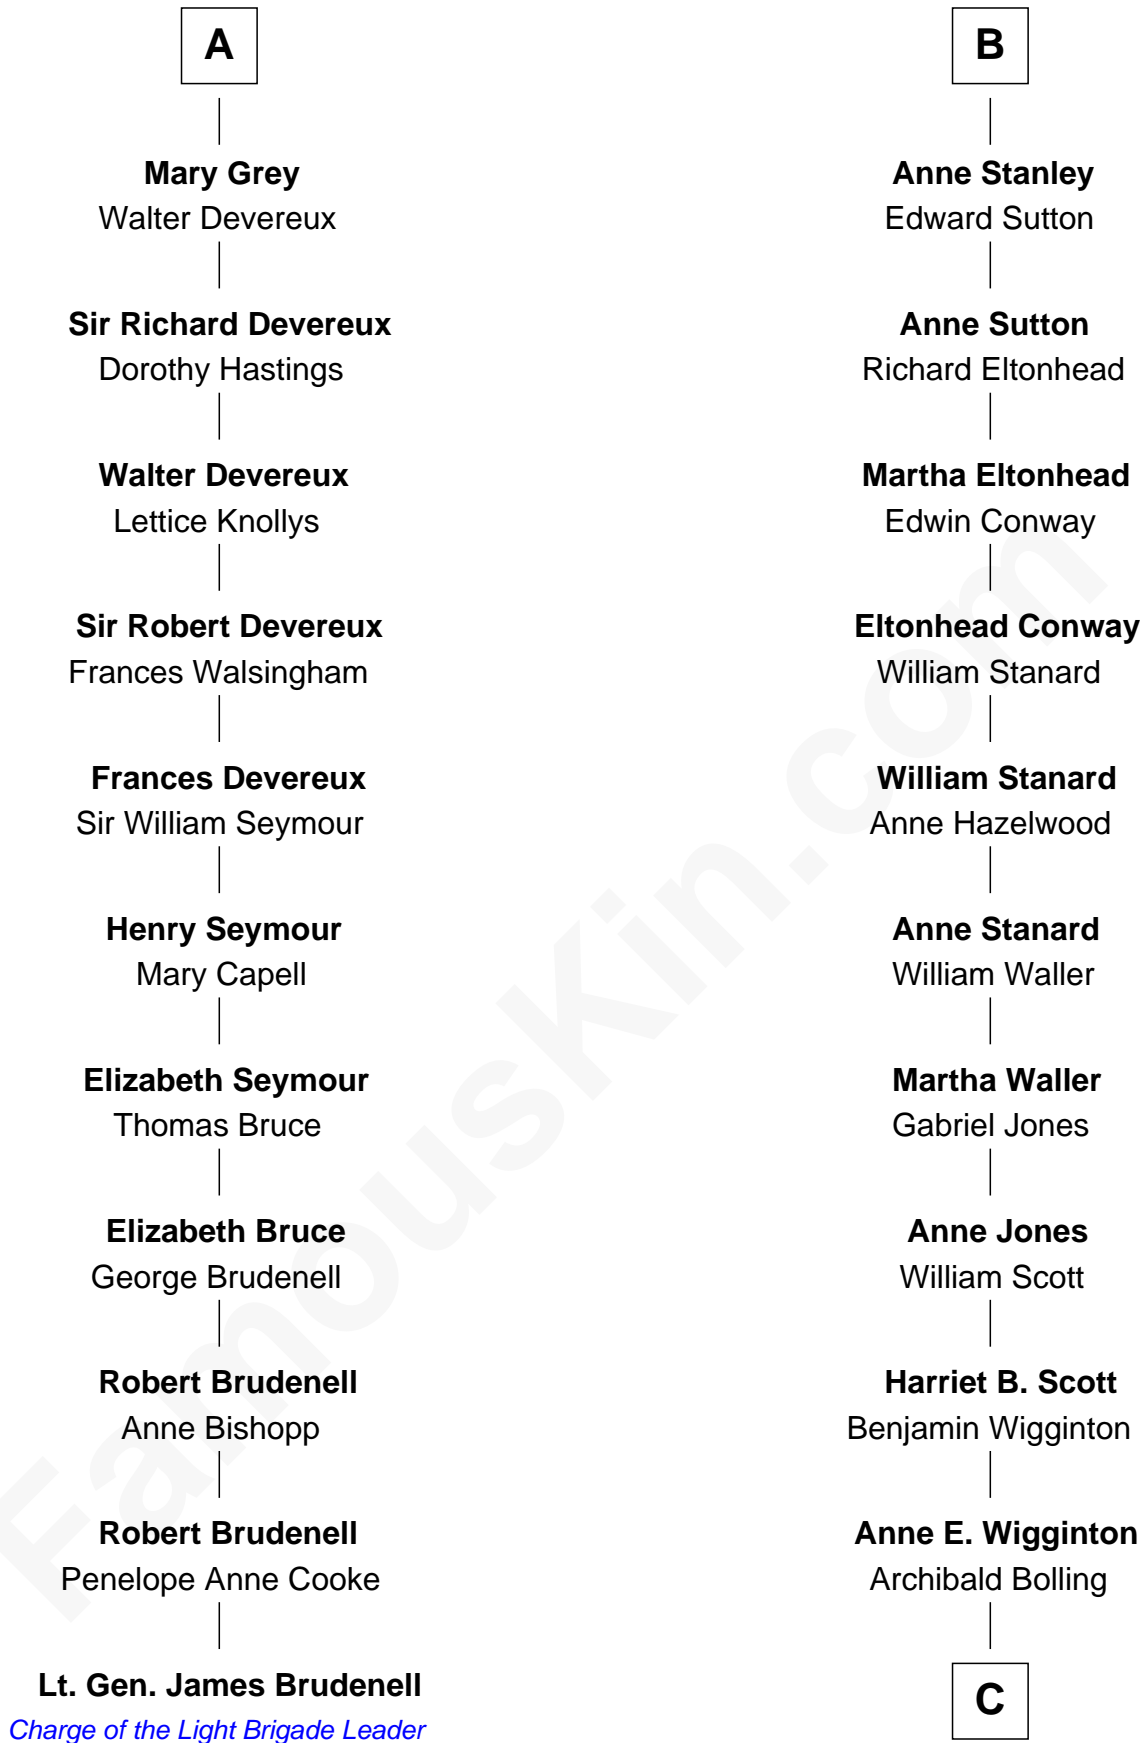 A
Mary Grey
Walter Devereux
Sir Richard Devereux
Dorothy Hastings
Walter Devereux
Lettice Knollys
Sir Robert Devereux
Frances Walsingham
Frances Devereux
Sir William Seymour
Henry Seymour
Mary Capell
Elizabeth Seymour
Thomas Bruce
Elizabeth Bruce
George Brudenell
Robert Brudenell
Anne Bishopp
Robert Brudenell
Penelope Anne Cooke
Lt. Gen. James Brudenell
Charge of the Light Brigade Leader
B
Anne Stanley
Edward Sutton
Anne Sutton
Richard Eltonhead
Martha Eltonhead
Edwin Conway
Eltonhead Conway
William Stanard
William Stanard
Anne Hazelwood
Anne Stanard
William Waller
Martha Waller
Gabriel Jones
Anne Jones
William Scott
Harriet B. Scott
Benjamin Wigginton
Anne E. Wigginton
Archibald Bolling
C
FamousKin.com